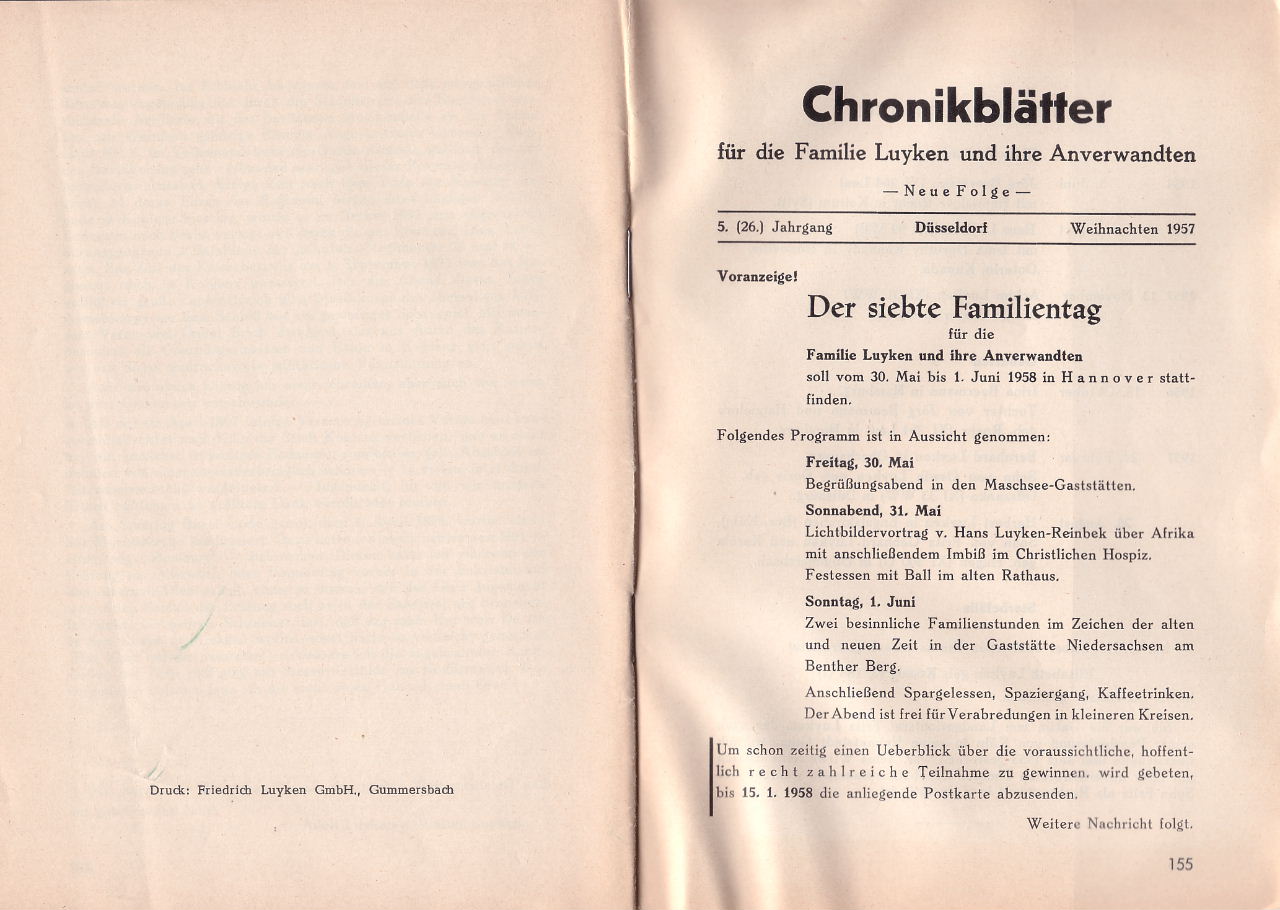 Druck: Friedrich Luyken GmbH., Gummersbach
Chronikblätter
für die Familie Luyken und ihre Anverwandten
— Neue Folge —
5. (26.) Jahrgang Düsseldorf Weihnachten 1957
Voranzeige!
Der siebte Familientag
für die
Familie Luyken und ihre Anverwandten
soll vom 30. Mai bis 1. Juni 1958 in Hannover statt-
finden.
Folgendes Programm ist in Aussicht genommen:
Freitag, 30. Mai
Begrüßungsabend in den Maschsee-Gaststätten.
Sonnabend, 31. Mai
Lichtbildervortrag v. Hans Luyken-Reinbek über Afrika
mit anschließendem Imbiß im Christlichen Hospiz.
Festessen mit Ball im alten Rathaus.
Sonntag, 1. Juni
Zwei besinnliche Familienstunden im Zeichen der alten
und neuen Zeit in der Gaststätte Niedersachsen am
Benther Berg.
Anschließend Spargelessen, Spaziergang, Kaffeetrinken.
Der Abend ist frei für Verabredungen in kleineren Kreisen.
Um schon zeitig einen Ueberblick über die voraussichtliche, hoffent-
lich recht zahlreiche Teilnahme zu gewinnen, wird gebeten,
bis 15. 1. 1958 die anliegende Postkarte abzusenden.
Weitere Nachricht folgt.
155